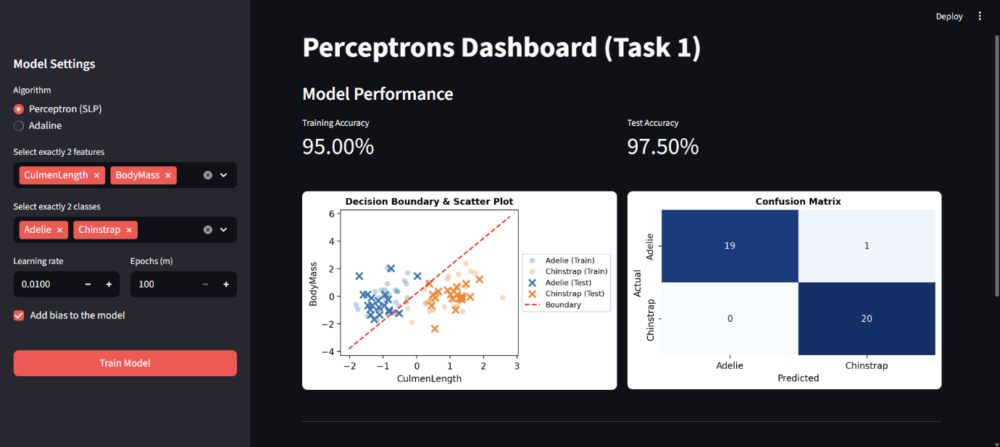 Deploy
Model Settings
Algorithm
Perceptron (SLP)
Adaline
Select exactly 2 features
CulmenLength × BodyMass ×
Select exactly 2 classes
Adelie × Chinstrap ×
Learning rate Epochs (m)
0.0100 − + 100 − +
Add bias to the model
Train Model
Perceptrons Dashboard (Task 1)
Model Performance
Training Accuracy
95.00%
Test Accuracy
97.50%
Decision Boundary & Scatter Plot
6
4
2
0
−2
−4
BodyMass
−2 −1 0 1 2 3
CulmenLength
Adelie (Train)
Chinstrap (Train)
Adelie (Test)
Chinstrap (Test)
Boundary
Confusion Matrix
Actual
Adelie
19 1
Chinstrap
0 20
Adelie Chinstrap
Predicted